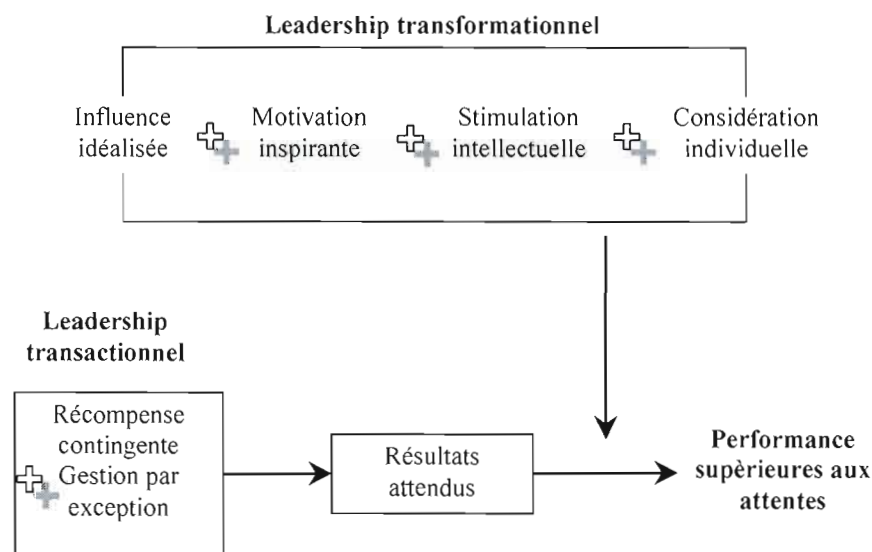 Leadership transformationnel
Influence
idéalisée
Motivation
inspirante
Stimulation
intellectuelle
Considération
individuelle
Leadership
transactionnel
Récompense
contingente
Gestion par
exception
Résultats
attendus
Performance
supèrieures aux
attentes